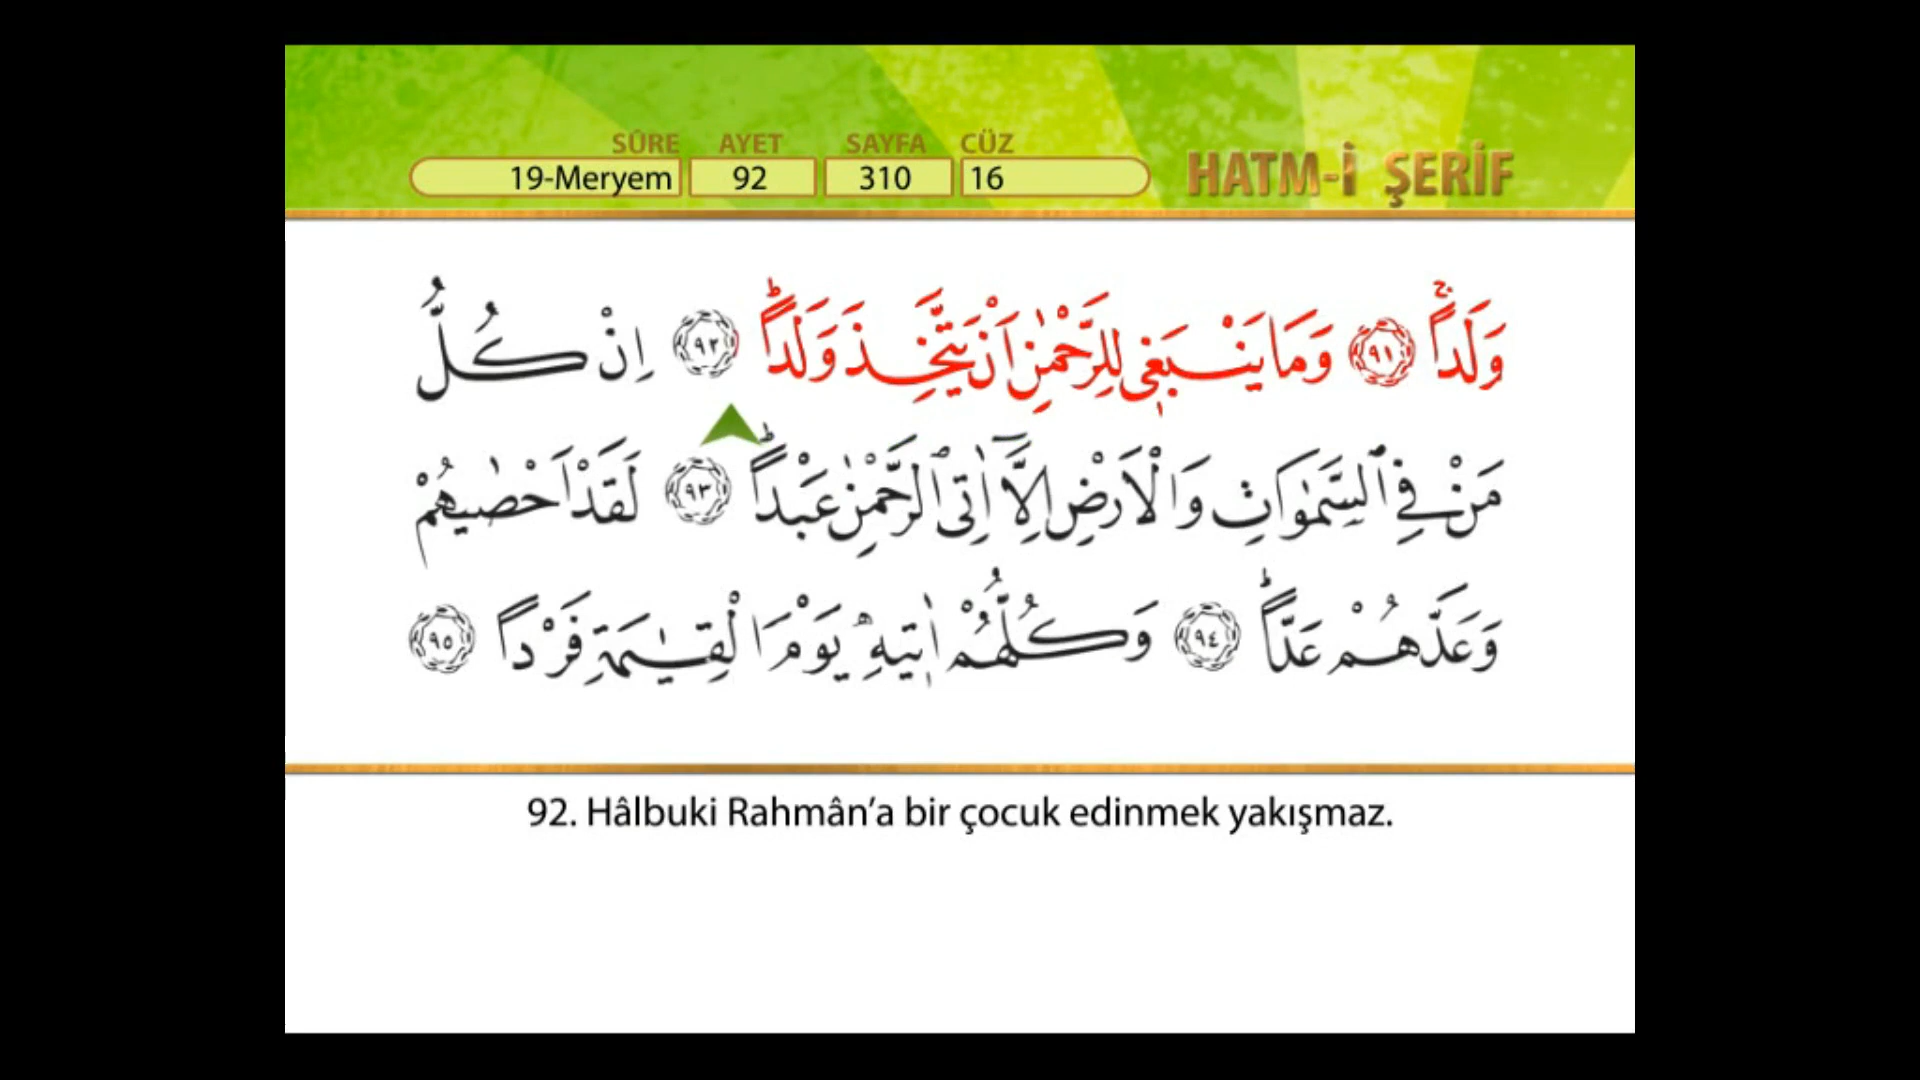 SÛRE AYET SAYFA CÜZ
19-Meryem 92 310 16
HATM-İ ŞERİF
وَلَدًاۚ ﴿٩١﴾ وَمَا يَنْبَغ۪ي لِلرَّحْمٰنِ اَنْ يَتَّخِذَ وَلَدًاۜ ﴿٩٢﴾ اِنْ كُلُّ
مَنْ فِي السَّمٰوَاتِ وَالْاَرْضِ اِلَّٓا اٰتِي الرَّحْمٰنِ عَبْدًاۜ ﴿٩٣﴾ لَقَدْ اَحْصٰيهُمْ
وَعَدَّهُمْ عَدًّاۜ ﴿٩٤﴾ وَكُلُّهُمْ اٰت۪يهِ يَوْمَ الْقِيٰمَةِ فَرْدًا ﴿٩٥﴾
92. Hâlbuki Rahmân’a bir çocuk edinmek yakışmaz.